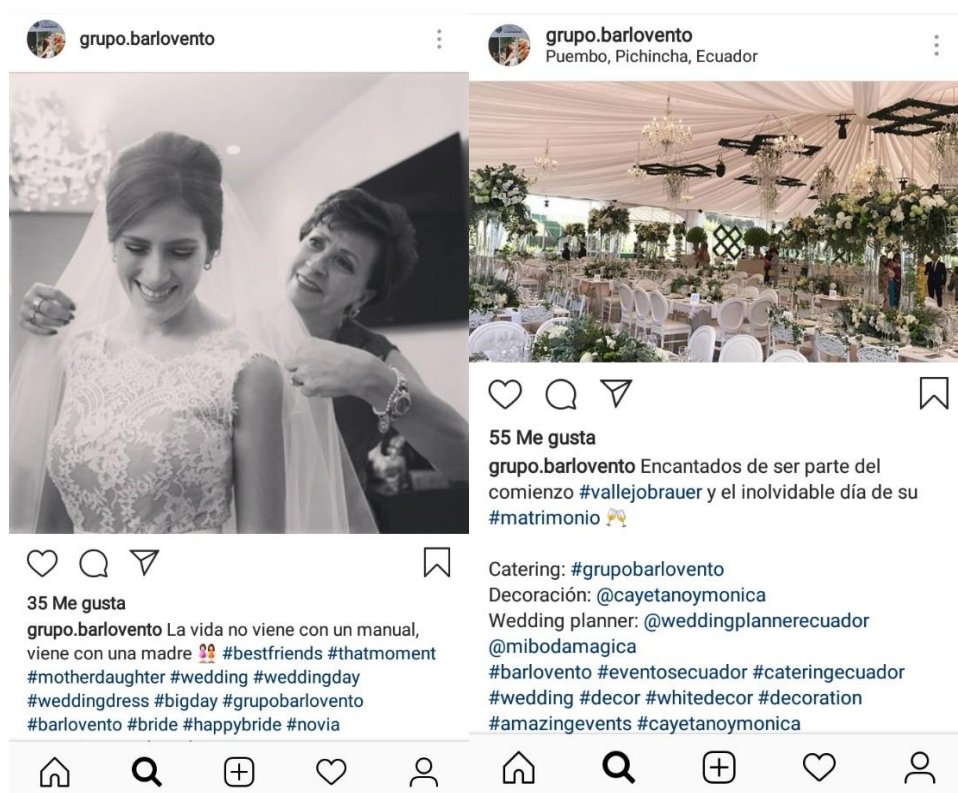 grupo.barlovento
35 Me gusta
grupo.barlovento La vida no viene con un manual,
viene con una madre 👭 #bestfriends #thatmoment
#motherdaughter #wedding #weddingday
#weddingdress #bigday #grupobarlovento
#barlovento #bride #happybride #novia
grupo.barlovento
Puembo, Pichincha, Ecuador
55 Me gusta
grupo.barlovento Encantados de ser parte del
comienzo #vallejobrauer y el inolvidable día de su
#matrimonio 🥂
Catering: #grupobarlovento
Decoración: @cayetanoymonica
Wedding planner: @weddingplannerecuador
@mibodamagica
#barlovento #eventosecuador #cateringecuador
#wedding #decor #whitedecor #decoration
#amazingevents #cayetanoymonica